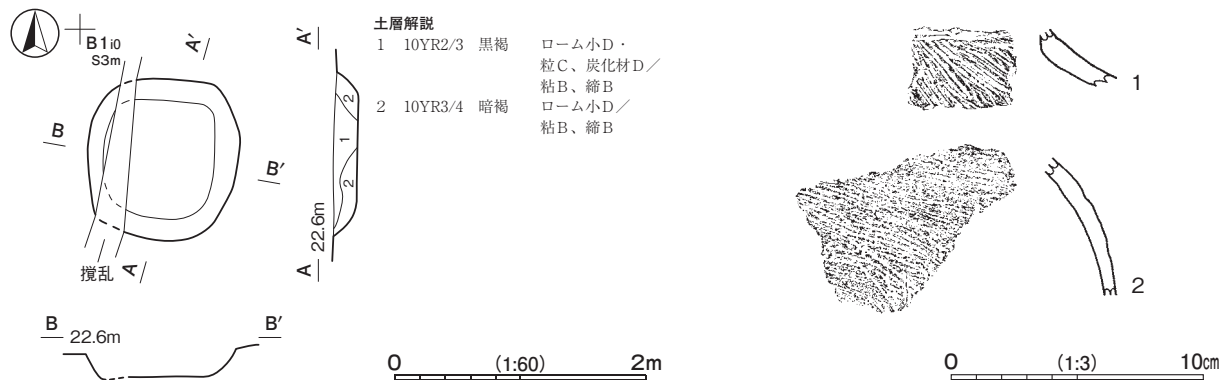 B1i0
S3m
A'
B
B'
A
撹乱
A'
2
1
2
22.6m
A
土層解説
1 10YR2/3 黒褐 ローム小D・
粒C、炭化材D／
粘B、締B
2 10YR3/4 暗褐 ローム小D／
粘B、締B
B 22.6m B'
0 (1:60) 2m
1
2
0 (1:3) 10㎝